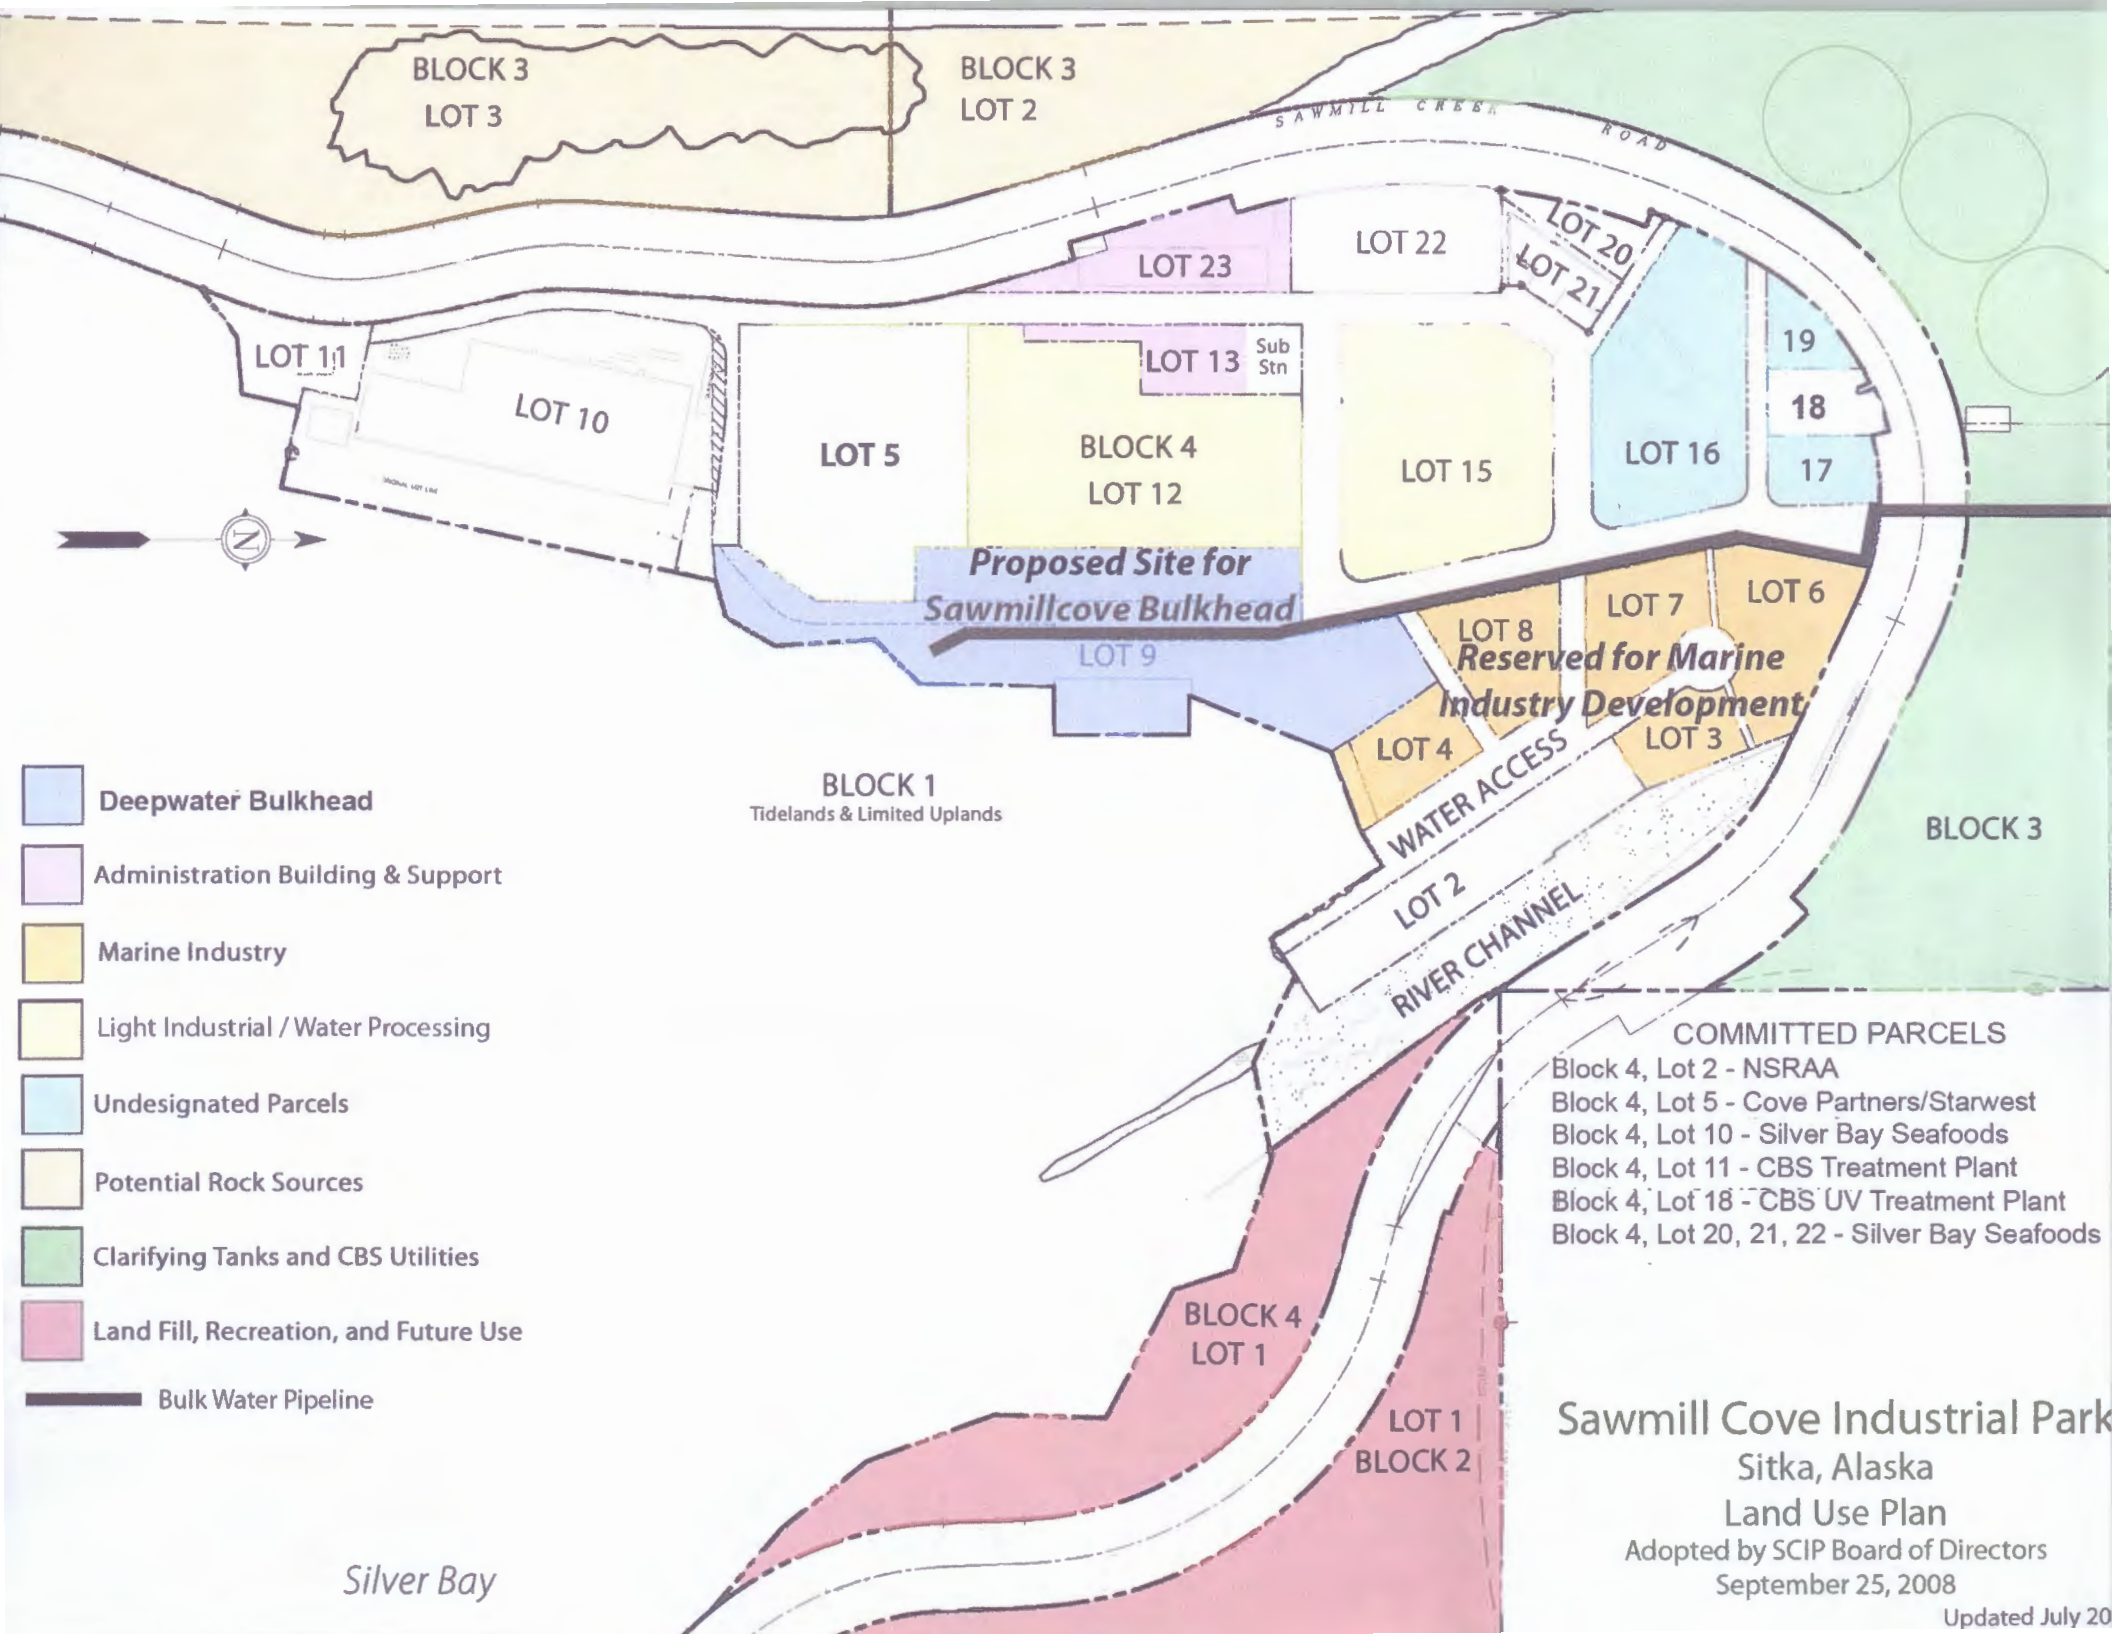 BLOCK 3
LOT 3
BLOCK 3
LOT 2
SAWMILL CREEK ROAD
LOT 23
LOT 22
LOT 20
LOT 21
LOT 11
LOT 10
LOT 5
LOT 13
Sub
Stn
BLOCK 4
LOT 12
LOT 15
LOT 16
19
18
17
N
Proposed Site for
Sawmillcove Bulkhead
LOT 9
LOT 8
LOT 7
LOT 6
Reserved for Marine
Industry Development
LOT 4
LOT 3
WATER ACCESS
LOT 2
RIVER CHANNEL
BLOCK 1
Tidelands & Limited Uplands
BLOCK 3
Deepwater Bulkhead
Administration Building & Support
Marine Industry
Light Industrial / Water Processing
Undesignated Parcels
Potential Rock Sources
Clarifying Tanks and CBS Utilities
Land Fill, Recreation, and Future Use
Bulk Water Pipeline
COMMITTED PARCELS
Block 4, Lot 2 - NSRAA
Block 4, Lot 5 - Cove Partners/Starwest
Block 4, Lot 10 - Silver Bay Seafoods
Block 4, Lot 11 - CBS Treatment Plant
Block 4, Lot 18 - CBS UV Treatment Plant
Block 4, Lot 20, 21, 22 - Silver Bay Seafoods
BLOCK 4
LOT 1
LOT 1
BLOCK 2
Silver Bay
Sawmill Cove Industrial Park
Sitka, Alaska
Land Use Plan
Adopted by SCIP Board of Directors
September 25, 2008
Updated July 20